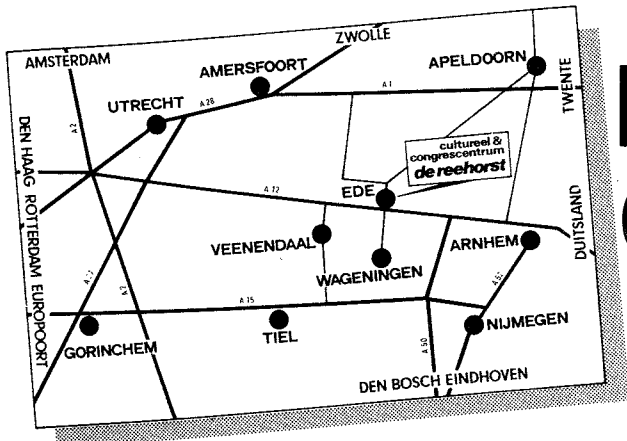 AMSTERDAM
ZWOLLE
AMERSFOORT
APELDOORN
UTRECHT
A 28
A 1
TWENTE
A 2
DEN HAAG ROTTERDAM EUROPOORT
cultureel &
congrescentrum
de reehorst
EDE
A 12
DUITSLAND
VEENENDAAL
WAGENINGEN
ARNHEM
A 52
A 27
A 2
A 15
GORINCHEM
TIEL
NIJMEGEN
A 50
DEN BOSCH EINDHOVEN